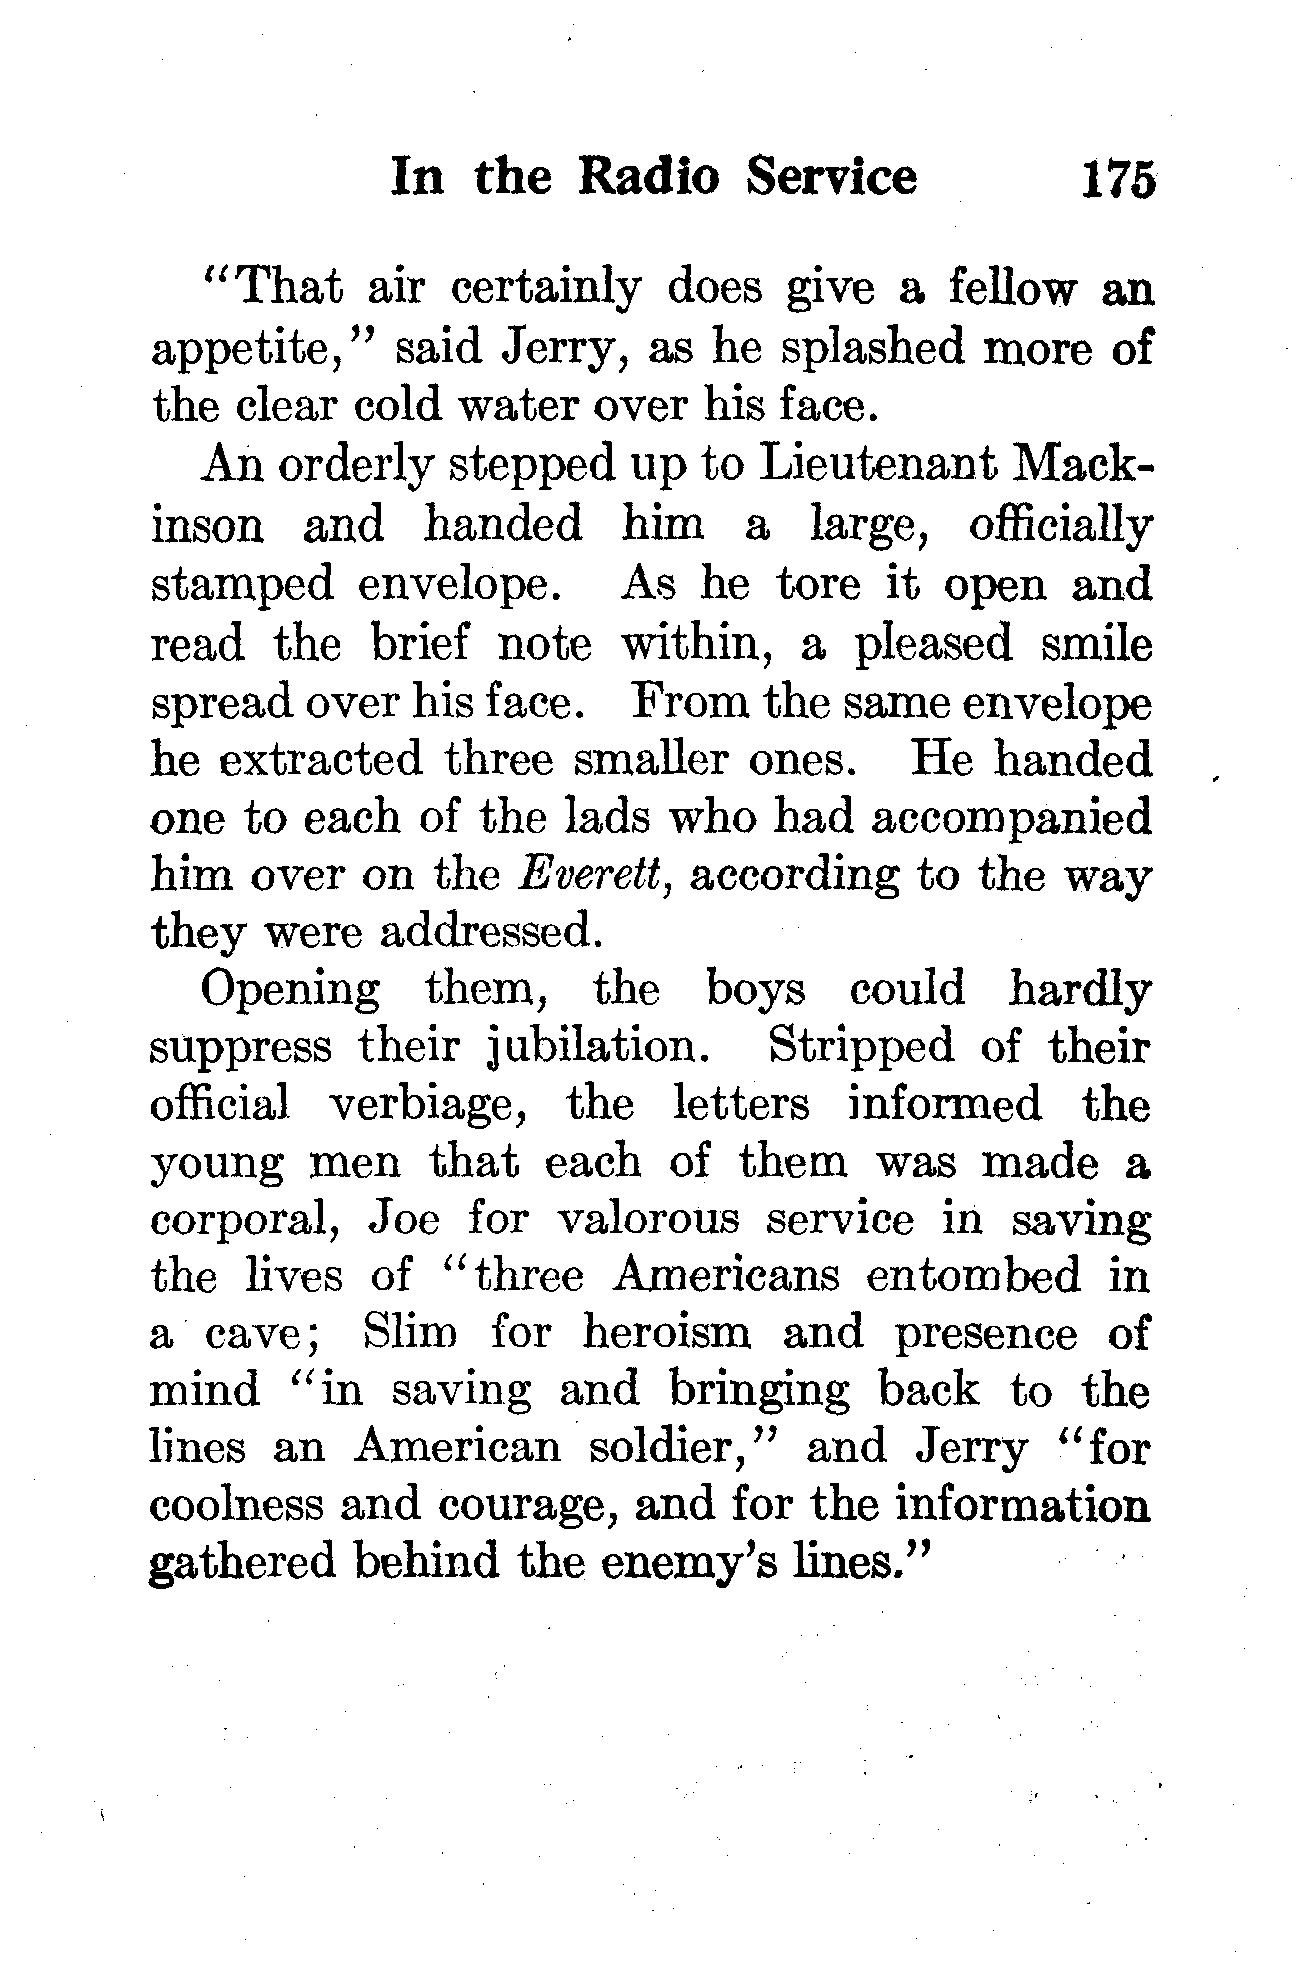 In the Radio Service 175
"That air certainly does give a fellow an
appetite," said Jerry, as he splashed more of
the clear cold water over his face.
An orderly stepped up to Lieutenant Mack-
inson and handed him a large, officially
stamped envelope. As he tore it open and
read the brief note within, a pleased smile
spread over his face. From the same envelope
he extracted three smaller ones. He handed
one to each of the lads who had accompanied
him over on the Everett, according to the way
they were addressed.
Opening them, the boys could hardly
suppress their jubilation. Stripped of their
official verbiage, the letters informed the
young men that each of them was made a
corporal, Joe for valorous service in saving
the lives of "three Americans entombed in
a cave; Slim for heroism and presence of
mind "in saving and bringing back to the
lines an American soldier," and Jerry "for
coolness and courage, and for the information
gathered behind the enemy's lines."